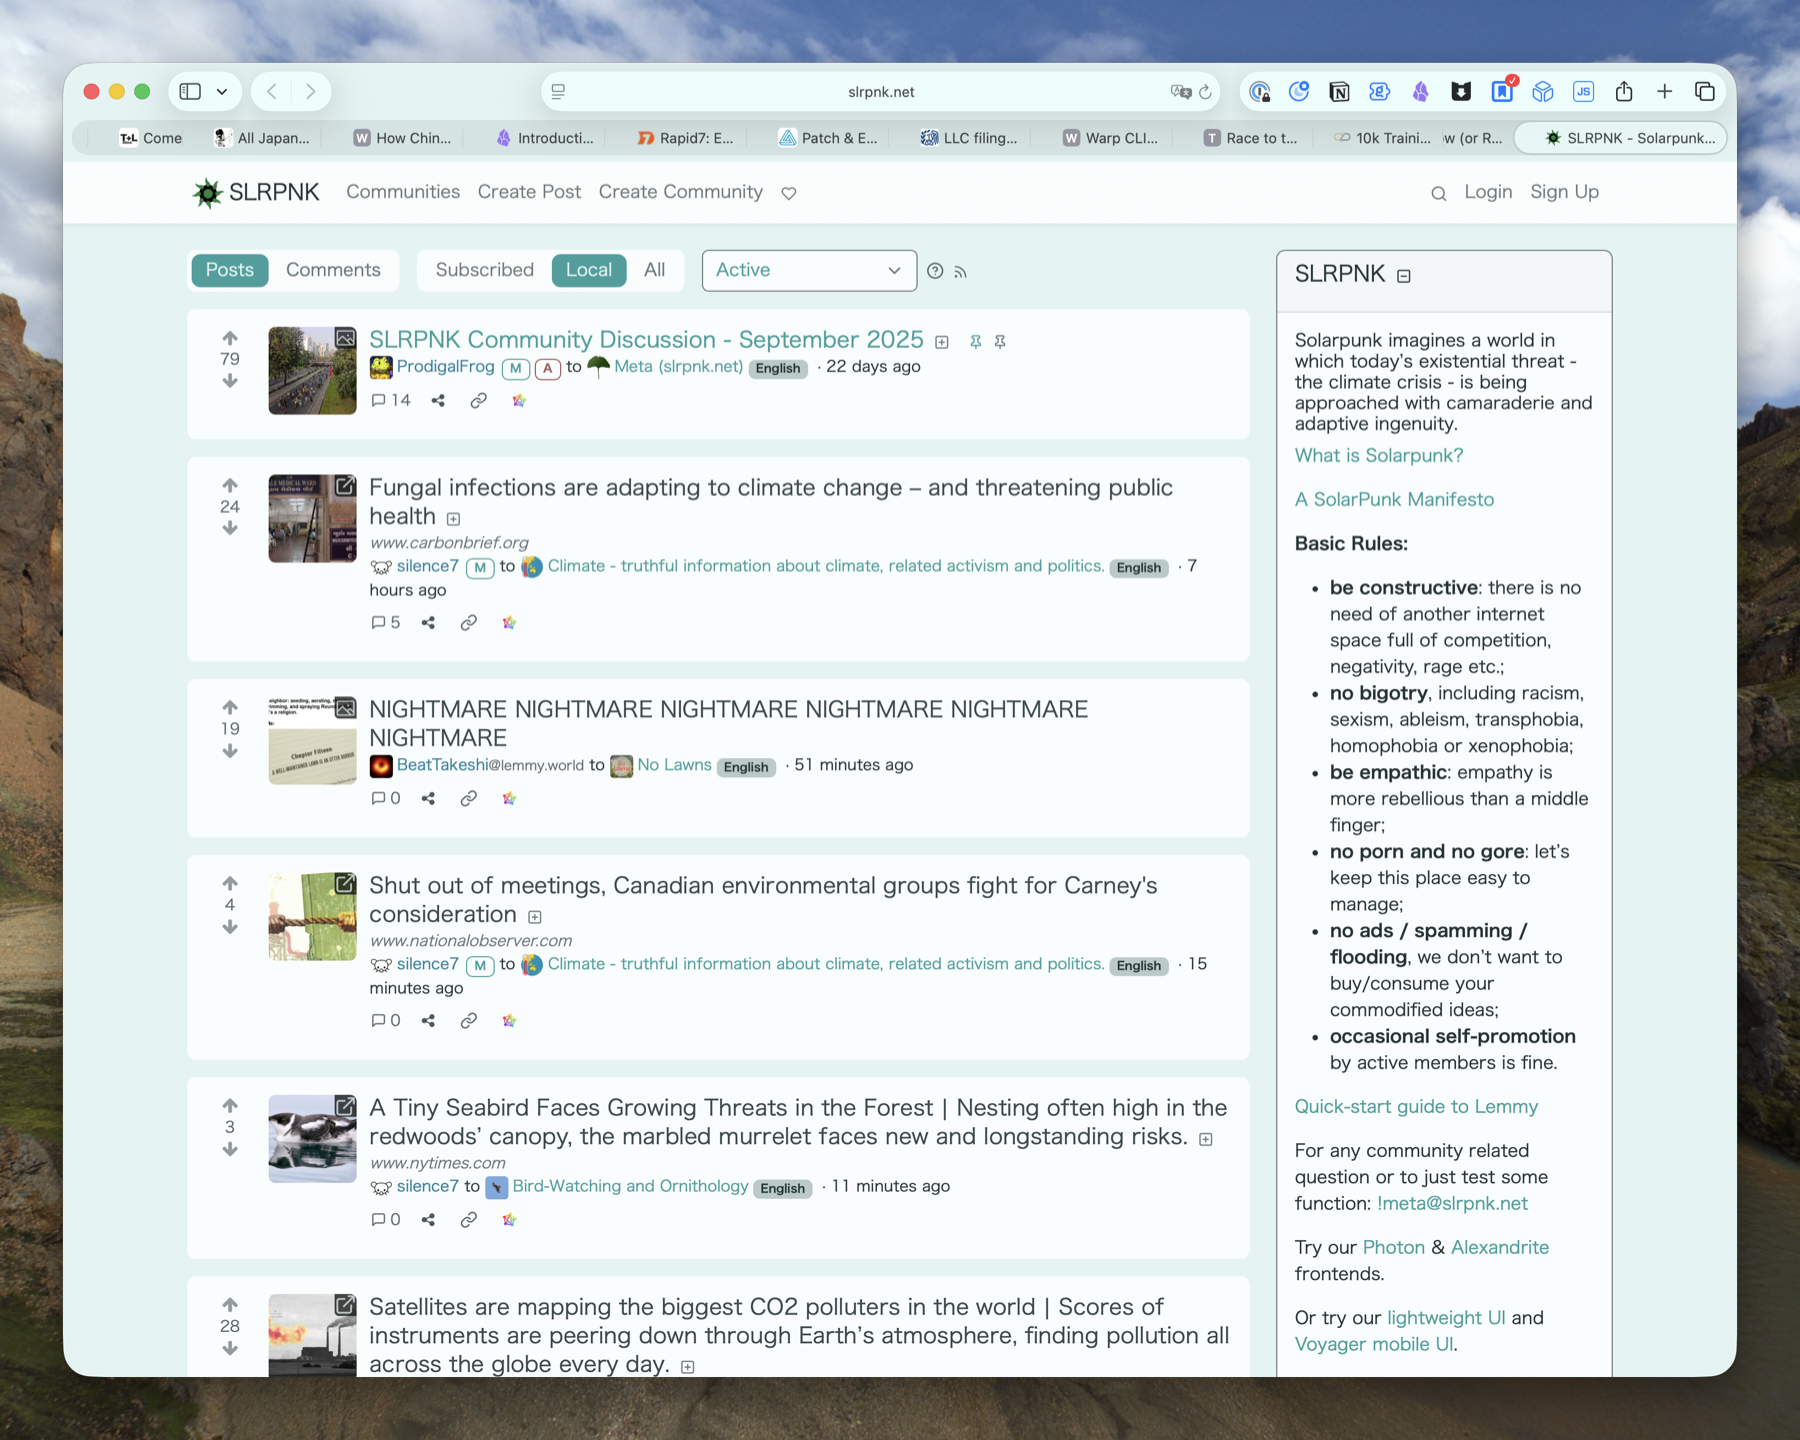 slrpnk.net
Come
All Japan...
How Chin...
Introducti...
Rapid7: E...
Patch & E...
LLC filing...
Warp CLI...
Race to t...
10k Traini...
w (or R...
SLRPNK - Solarpunk...
SLRPNK Communities Create Post Create Community
Login Sign Up
Posts Comments Subscribed Local All Active
79
SLRPNK Community Discussion - September 2025
ProdigalFrog M A to Meta (slrpnk.net) English · 22 days ago
14
24
Fungal infections are adapting to climate change – and threatening public
health
www.carbonbrief.org
silence7 M to Climate - truthful information about climate, related activism and politics. English · 7
hours ago
5
19
NIGHTMARE NIGHTMARE NIGHTMARE NIGHTMARE NIGHTMARE
NIGHTMARE
BeatTakeshi@lemmy.world to No Lawns English · 51 minutes ago
Chapter Fifteen
A WELL-MAINTAINED LAWN IS AN UTTER HORROR
0
4
Shut out of meetings, Canadian environmental groups fight for Carney's
consideration
www.nationalobserver.com
silence7 M to Climate - truthful information about climate, related activism and politics. English · 15
minutes ago
0
3
A Tiny Seabird Faces Growing Threats in the Forest | Nesting often high in the
redwoods’ canopy, the marbled murrelet faces new and longstanding risks.
www.nytimes.com
silence7 to Bird-Watching and Ornithology English · 11 minutes ago
0
28
Satellites are mapping the biggest CO2 polluters in the world | Scores of
instruments are peering down through Earth’s atmosphere, finding pollution all
across the globe every day.
SLRPNK
Solarpunk imagines a world in
which today’s existential threat -
the climate crisis - is being
approached with camaraderie and
adaptive ingenuity.
What is Solarpunk?
A SolarPunk Manifesto
Basic Rules:
• be constructive: there is no
need of another internet
space full of competition,
negativity, rage etc.;
• no bigotry, including racism,
sexism, ableism, transphobia,
homophobia or xenophobia;
• be empathic: empathy is
more rebellious than a middle
finger;
• no porn and no gore: let’s
keep this place easy to
manage;
• no ads / spamming /
flooding, we don’t want to
buy/consume your
commodified ideas;
• occasional self-promotion
by active members is fine.
Quick-start guide to Lemmy
For any community related
question or to just test some
function: !meta@slrpnk.net
Try our Photon & Alexandrite
frontends.
Or try our lightweight UI and
Voyager mobile UI.